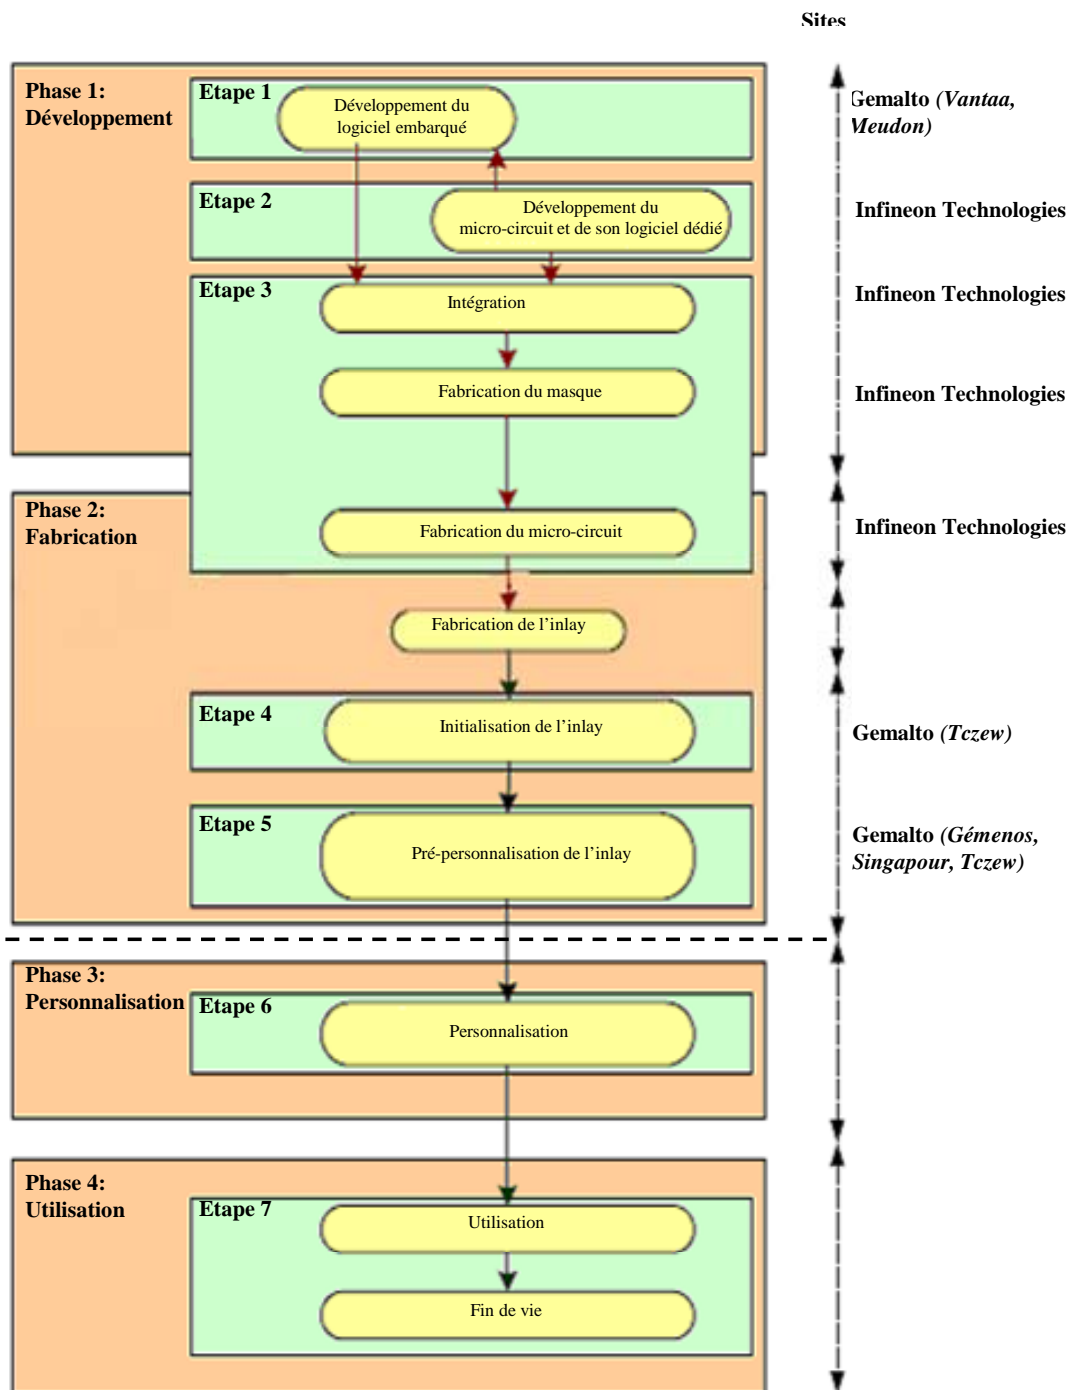 Sites
Phase 1:
Développement
Etape 1
Développement du
logiciel embarqué
Gemalto (Vantaa,
Meudon)
Etape 2
Développement du
micro-circuit et de son logiciel dédié
Infineon Technologies
Etape 3
Intégration
Infineon Technologies
Fabrication du masque
Infineon Technologies
Phase 2:
Fabrication
Fabrication du micro-circuit
Infineon Technologies
Fabrication de l’inlay
Etape 4
Initialisation de l’inlay
Gemalto (Tczew)
Etape 5
Pré-personnalisation de l’inlay
Gemalto (Gémenos,
Singapour, Tczew)
Phase 3:
Personnalisation
Etape 6
Personnalisation
Phase 4:
Utilisation
Etape 7
Utilisation
Fin de vie